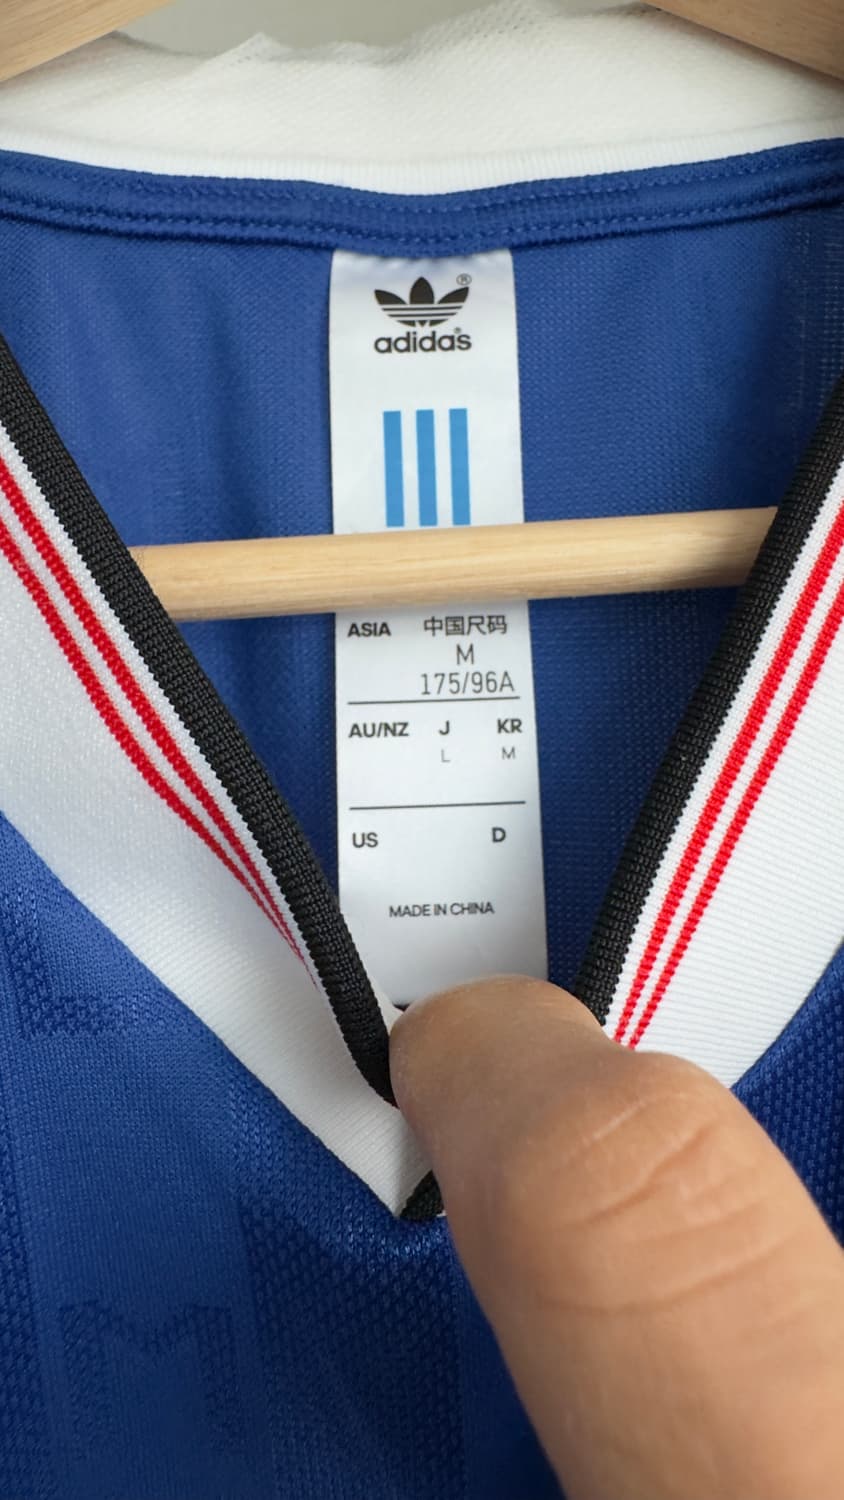 ®
adidas®
ASIA 中国尺码
M
175/96A
AU/NZ J KR
L M
US D
MADE IN CHINA
M